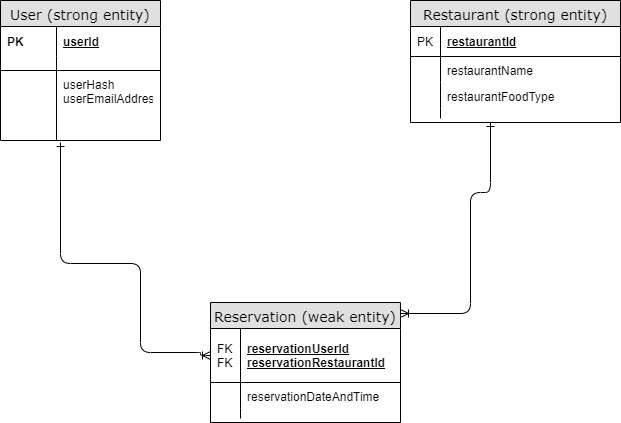 User (strong entity)
PK userId
userHash
userEmailAddres
Restaurant (strong entity)
PK restaurantId
restaurantName
restaurantFoodType
Reservation (weak entity)
FK reservationUserId
FK reservationRestaurantId
reservationDateAndTime